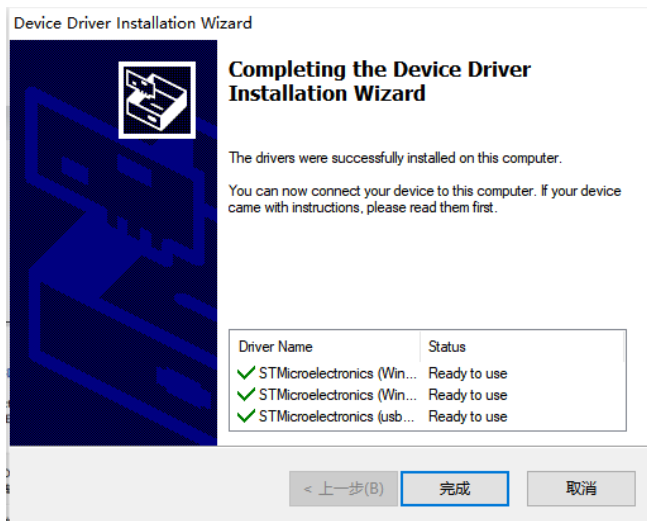 Device Driver Installation Wizard
Completing the Device Driver
Installation Wizard
The drivers were successfully installed on this computer.
You can now connect your device to this computer. If your device
came with instructions, please read them first.
Driver Name Status
STMicroelectronics (Win... Ready to use
STMicroelectronics (Win... Ready to use
STMicroelectronics (usb... Ready to use
< 上一步(B) 完成 取消